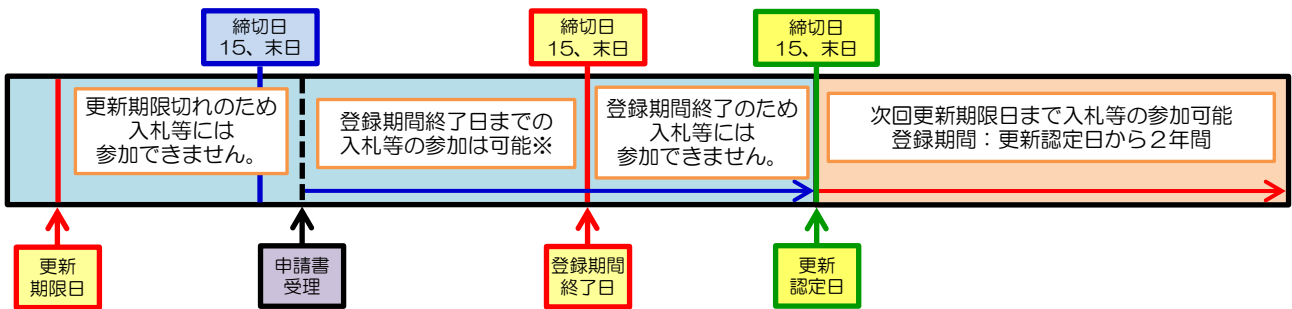 締切日
15、末日
締切日
15、末日
締切日
15、末日
更新期限切れのため
入札等には
参加できません。
登録期間終了日までの
入札等の参加は可能※
登録期間終了のため
入札等には
参加できません。
次回更新期限日まで入札等の参加可能
登録期間：更新認定日から２年間
更新
期限日
申請書
受理
登録期間
終了日
更新
認定日